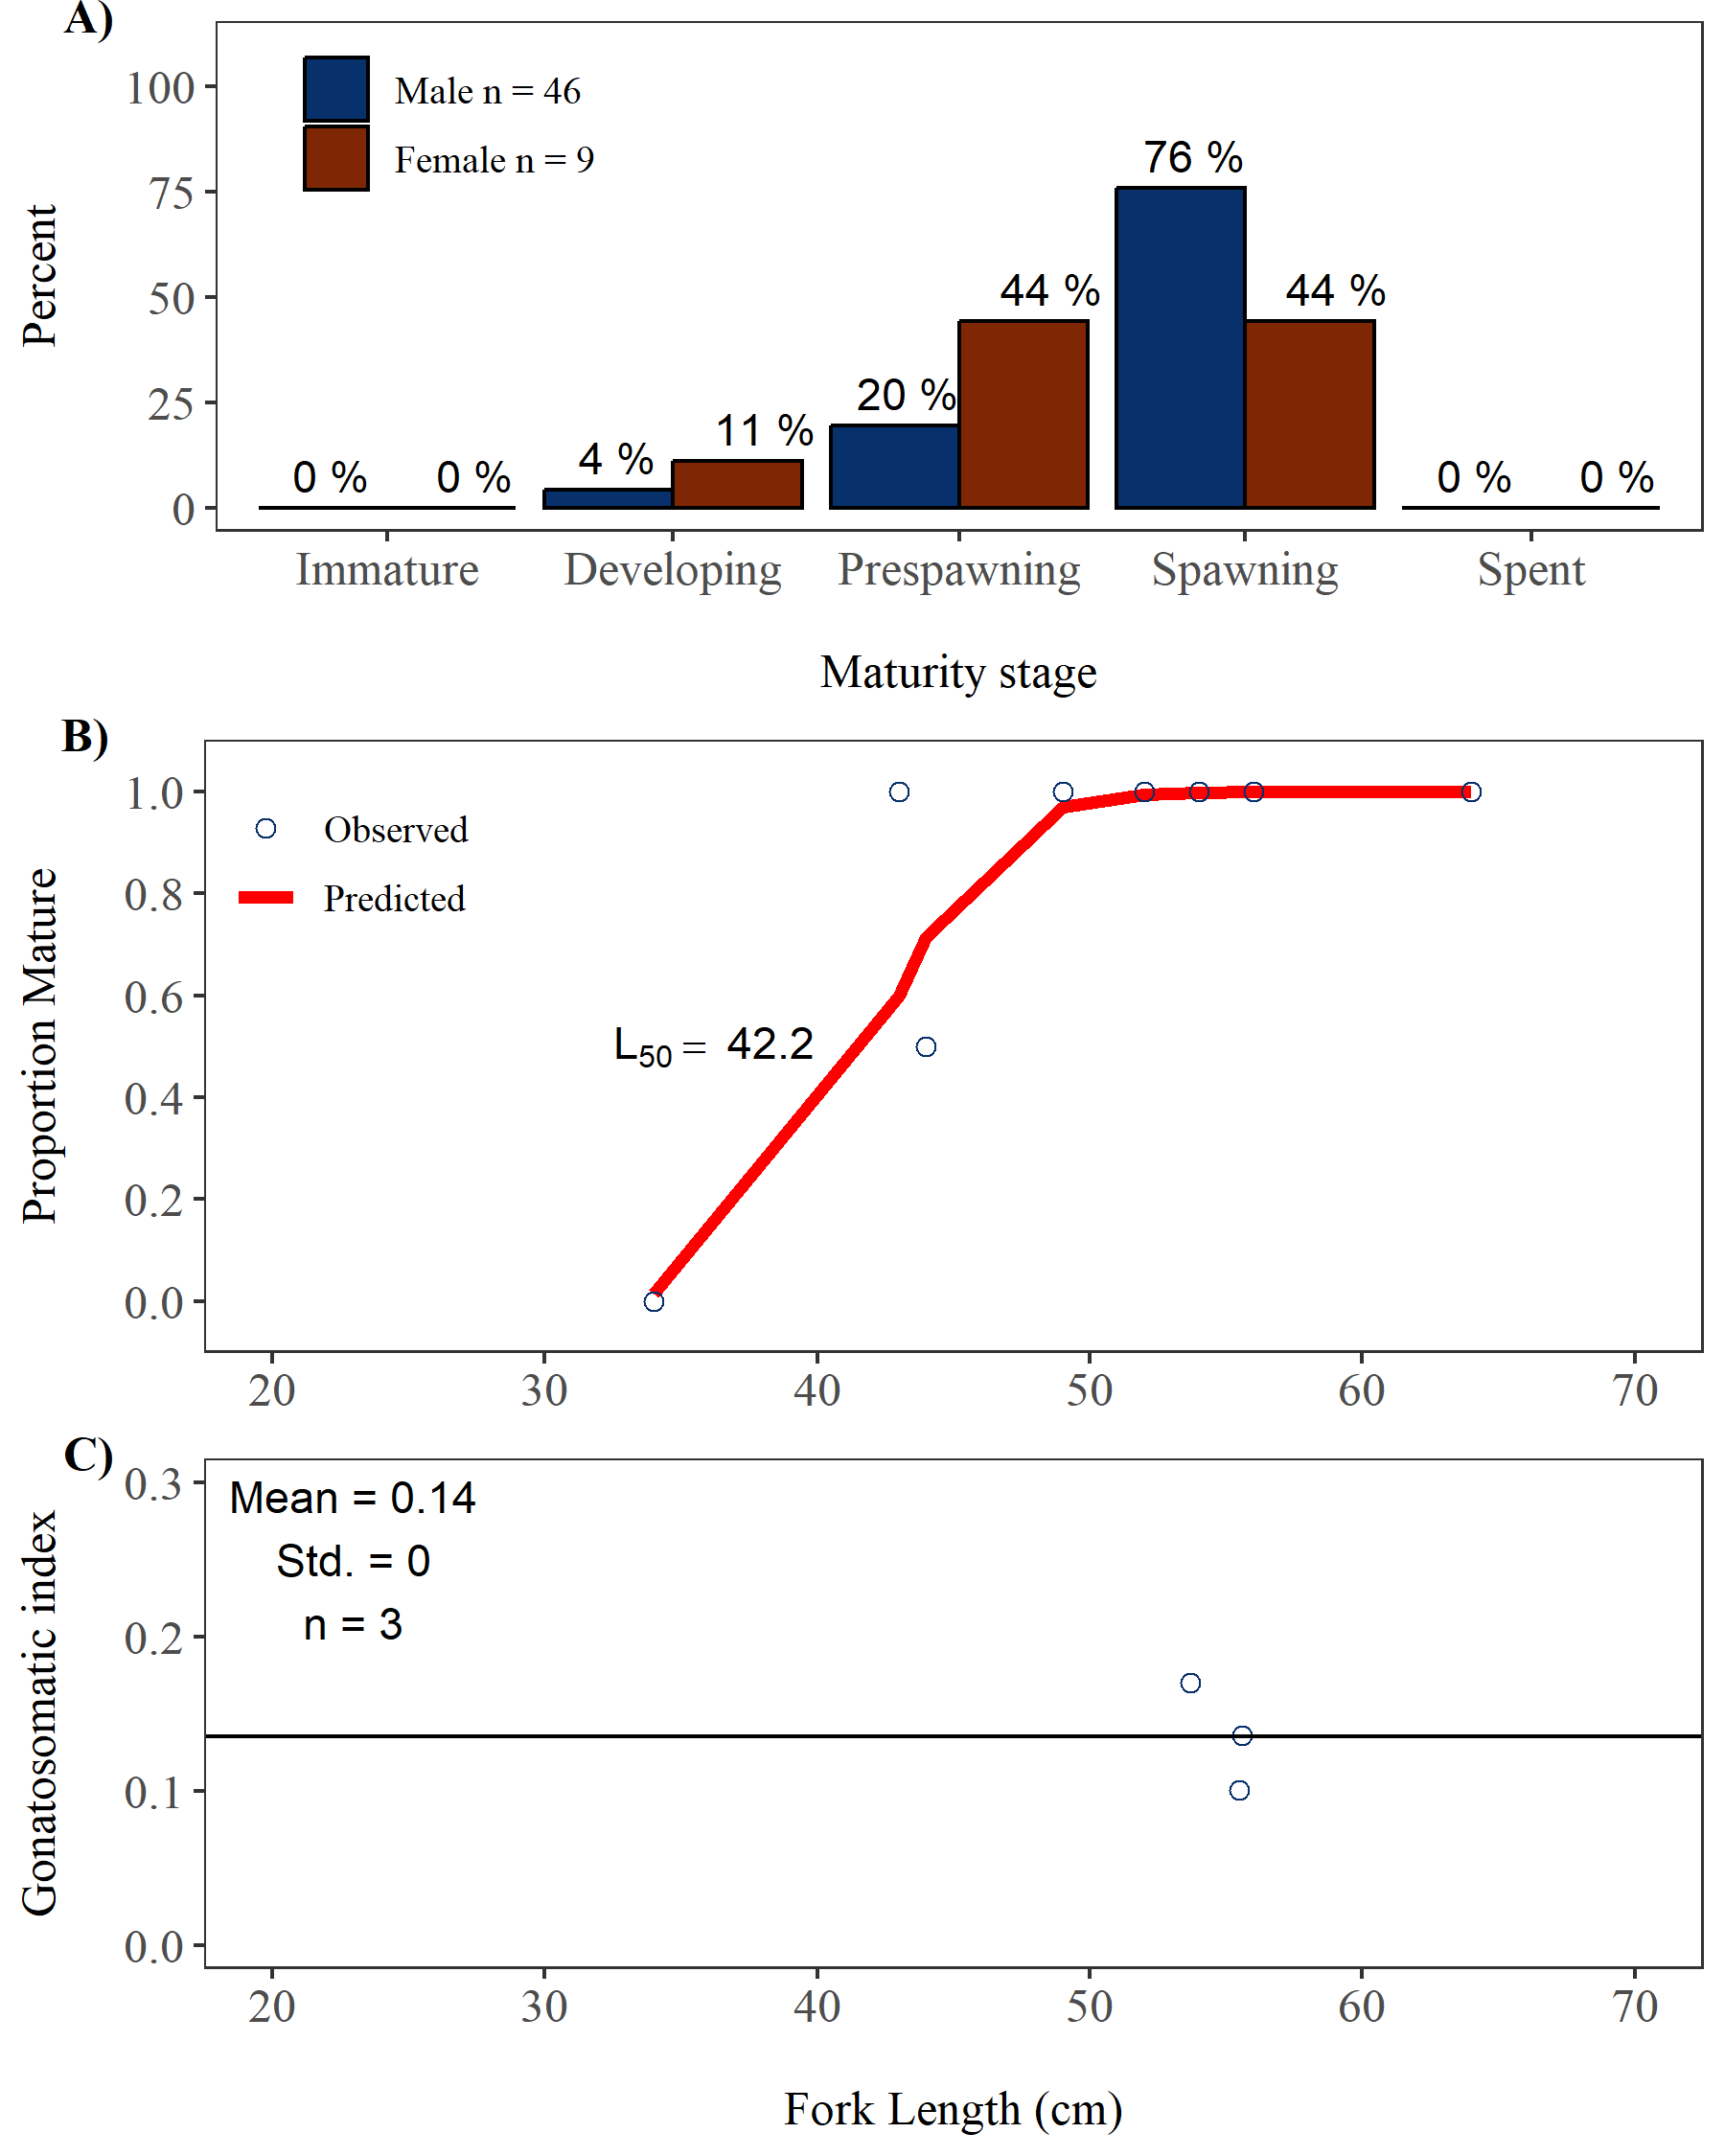 A)
Percent
100
75
50
25
0
Male n = 46
Female n = 9
0 %
0 %
4 %
11 %
20 %
44 %
76 %
44 %
0 %
0 %
Immature
Developing
Prespawning
Spawning
Spent
Maturity stage
B)
Proportion Mature
1.0
0.8
0.6
0.4
0.2
0.0
Observed
Predicted
L50 = 42.2
20
30
40
50
60
70
C)
Gonatosomatic index
0.3
0.2
0.1
0.0
Mean = 0.14
Std. = 0
n = 3
20
30
40
50
60
70
Fork Length (cm)